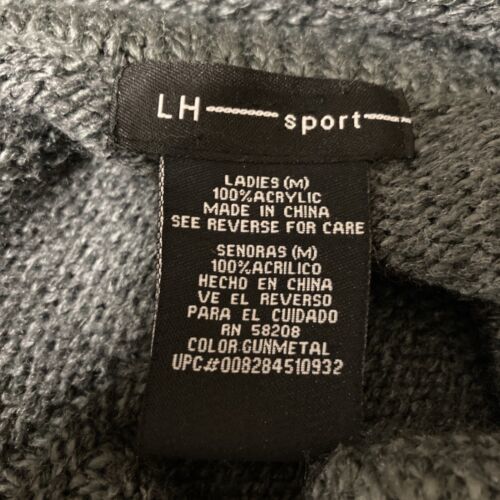 LH sport
LADIES (M)
100%ACRYLIC
MADE IN CHINA
SEE REVERSE FOR CARE
SENORAS (M)
100%ACRILICO
HECHO EN CHINA
VE EL REVERSO
PARA EL CUIDADO
RN 58208
COLOR:GUNMETAL
UPC#008284510932